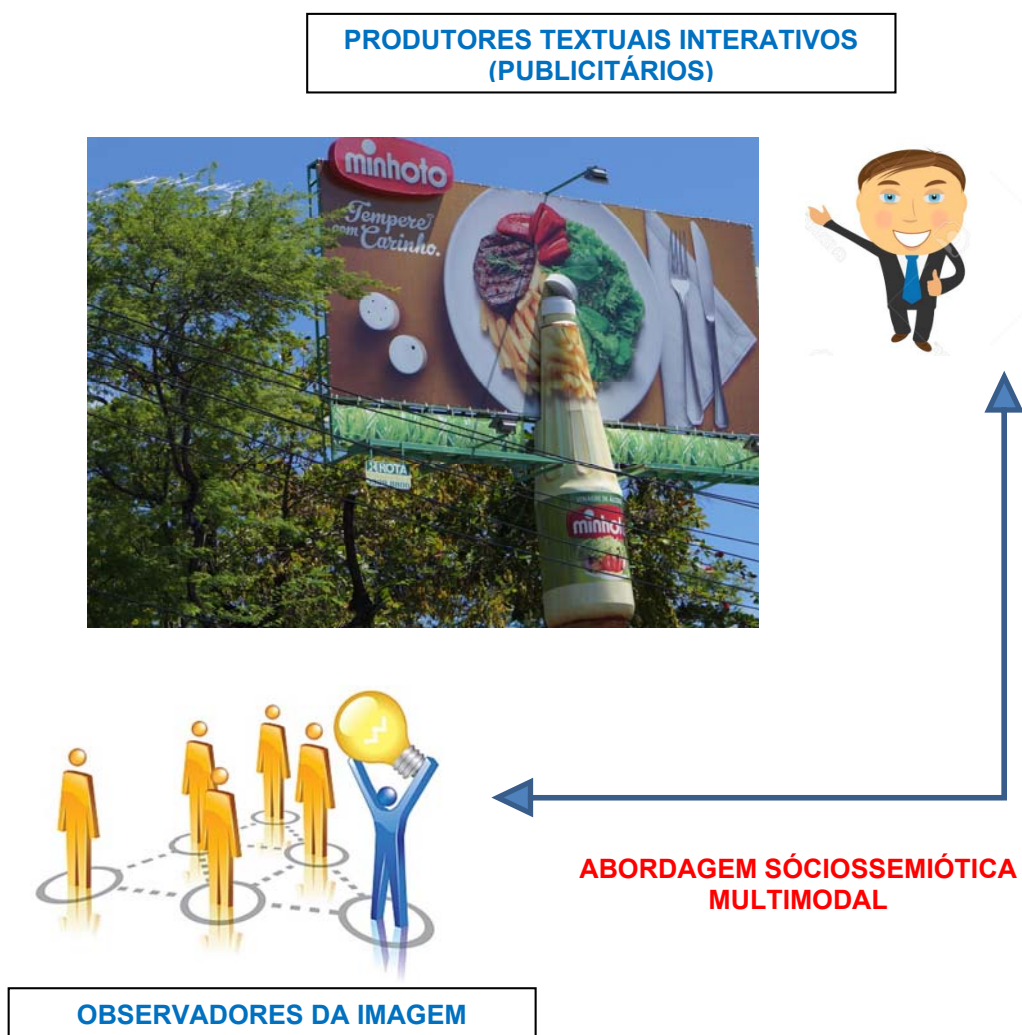 PRODUTORES TEXTUAIS INTERATIVOS
(PUBLICITÁRIOS)
minhoto
Tempere
com Carinho.
ROTA
minhoto
ABORDAGEM SÓCIOSSEMIÓTICA
MULTIMODAL
OBSERVADORES DA IMAGEM